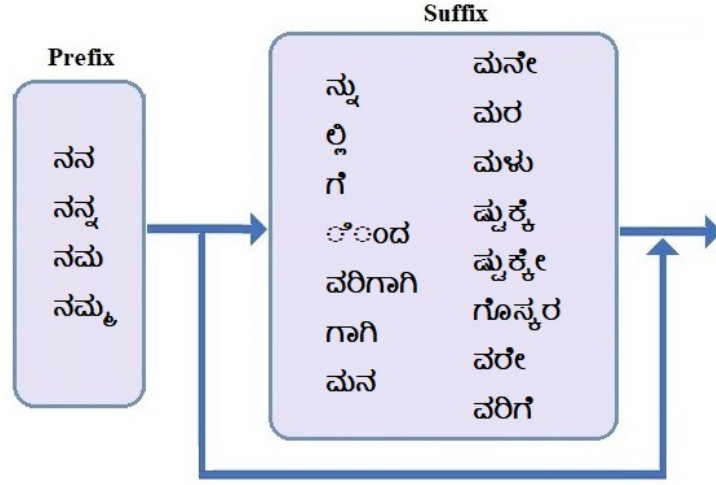 Prefix
ನನ
ನನ್ನ
ನಮ
ನಮ್ಮ
Suffix
ನ್ನು
ಲ್ಲಿ
ಗೆ
ಿಂದ
ವರಿಗಾಗಿ
ಗಾಗಿ
ಮನ
ಮನೇ
ಮರ
ಮಳು
ಷ್ಟುಕ್ಕೆ
ಷ್ಟುಕ್ಕೇ
ಗೊಸ್ಕರ
ವರೇ
ವರಿಗೆ